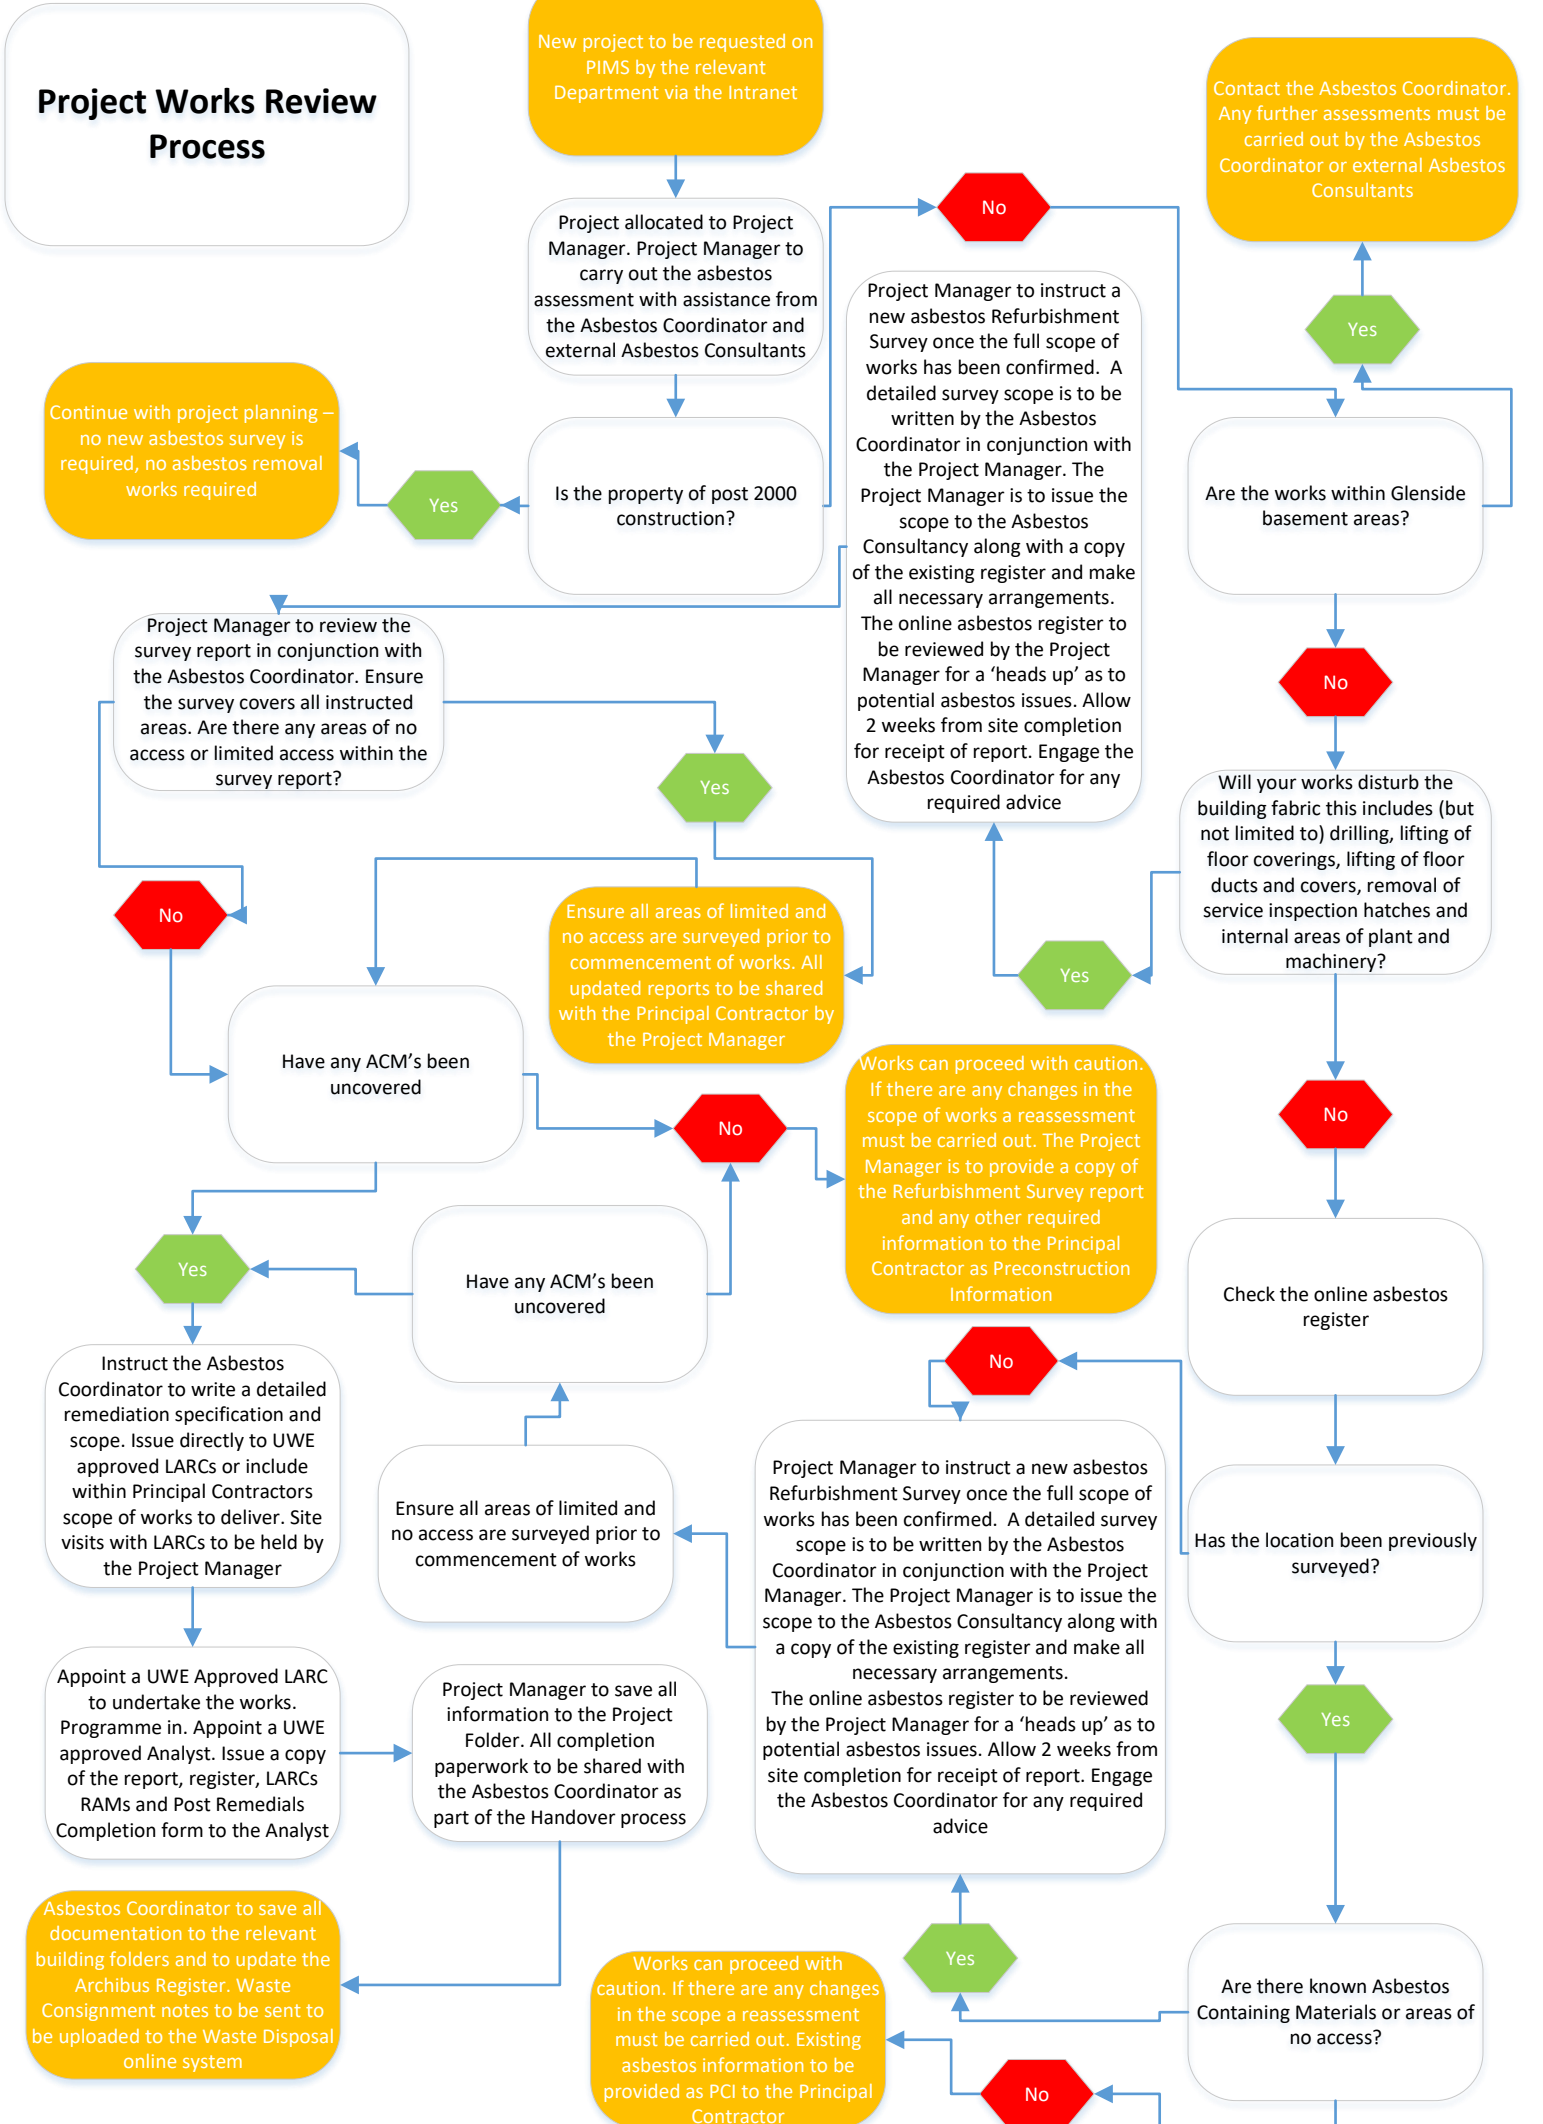 Project Works Review
Process
New project to be requested on
PIMS by the relevant
Department via the Intranet
Contact the Asbestos Coordinator.
Any further assessments must be
carried out by the Asbestos
Coordinator or external Asbestos
Consultants
No
Project allocated to Project
Manager. Project Manager to
carry out the asbestos
assessment with assistance from
the Asbestos Coordinator and
external Asbestos Consultants
Yes
Project Manager to instruct a
new asbestos Refurbishment
Survey once the full scope of
works has been confirmed.  A
detailed survey scope is to be
written by the Asbestos
Coordinator in conjunction with
the Project Manager. The
Project Manager is to issue the
scope to the Asbestos
Consultancy along with a copy
of the existing register and make
all necessary arrangements.
The online asbestos register to
be reviewed by the Project
Manager for a ‘heads up’ as to
potential asbestos issues. Allow
2 weeks from site completion
for receipt of report. Engage the
Asbestos Coordinator for any
required advice
Continue with project planning –
no new asbestos survey is
required, no asbestos removal
works required
Yes
Is the property of post 2000
construction?
Are the works within Glenside
basement areas?
No
Project Manager to review the
survey report in conjunction with
the Asbestos Coordinator. Ensure
the survey covers all instructed
areas. Are there any areas of no
access or limited access within the
survey report?
Yes
Will your works disturb the
building fabric this includes (but
not limited to) drilling, lifting of
floor coverings, lifting of floor
ducts and covers, removal of
service inspection hatches and
internal areas of plant and
machinery?
No
Ensure all areas of limited and
no access are surveyed prior to
commencement of works. All
updated reports to be shared
with the Principal Contractor by
the Project Manager
Yes
Have any ACM’s been
uncovered
No
Works can proceed with caution.
If there are any changes in the
scope of works a reassessment
must be carried out. The Project
Manager is to provide a copy of
the Refurbishment Survey report
and any other required
information to the Principal
Contractor as Preconstruction
Information
No
Yes
Have any ACM’s been
uncovered
Check the online asbestos
register
No
Instruct the Asbestos
Coordinator to write a detailed
remediation specification and
scope. Issue directly to UWE
approved LARCs or include
within Principal Contractors
scope of works to deliver. Site
visits with LARCs to be held by
the Project Manager
Ensure all areas of limited and
no access are surveyed prior to
commencement of works
Project Manager to instruct a new asbestos
Refurbishment Survey once the full scope of
works has been confirmed.  A detailed survey
scope is to be written by the Asbestos
Coordinator in conjunction with the Project
Manager. The Project Manager is to issue the
scope to the Asbestos Consultancy along with
a copy of the existing register and make all
necessary arrangements.
The online asbestos register to be reviewed
by the Project Manager for a ‘heads up’ as to
potential asbestos issues. Allow 2 weeks from
site completion for receipt of report. Engage
the Asbestos Coordinator for any required
advice
Has the location been previously
surveyed?
Yes
Appoint a UWE Approved LARC
to undertake the works.
Programme in. Appoint a UWE
approved Analyst. Issue a copy
of the report, register, LARCs
RAMs and Post Remedials
Completion form to the Analyst
Project Manager to save all
information to the Project
Folder. All completion
paperwork to be shared with
the Asbestos Coordinator as
part of the Handover process
Asbestos Coordinator to save all
documentation to the relevant
building folders and to update the
Archibus Register. Waste
Consignment notes to be sent to
be uploaded to the Waste Disposal
online system
Yes
Works can proceed with
caution. If there are any changes
in the scope a reassessment
must be carried out. Existing
asbestos information to be
provided as PCI to the Principal
Contractor
Are there known Asbestos
Containing Materials or areas of
no access?
No